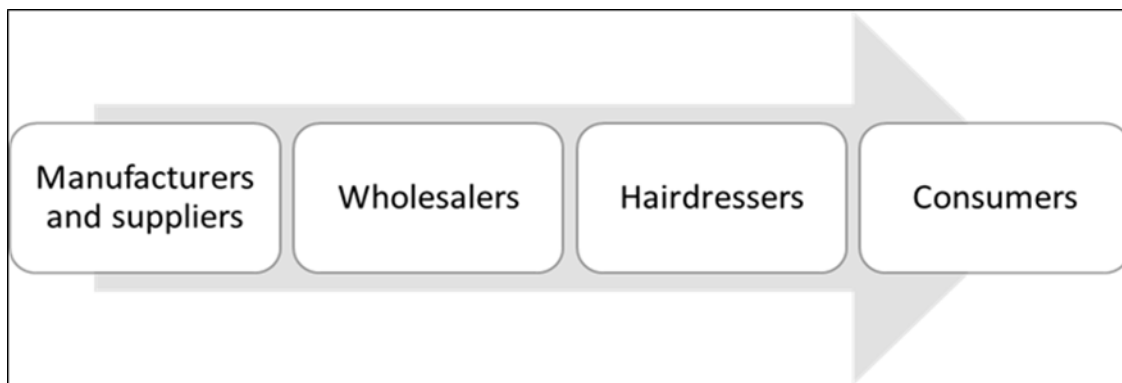 Manufacturers
and suppliers
Wholesalers
Hairdressers
Consumers